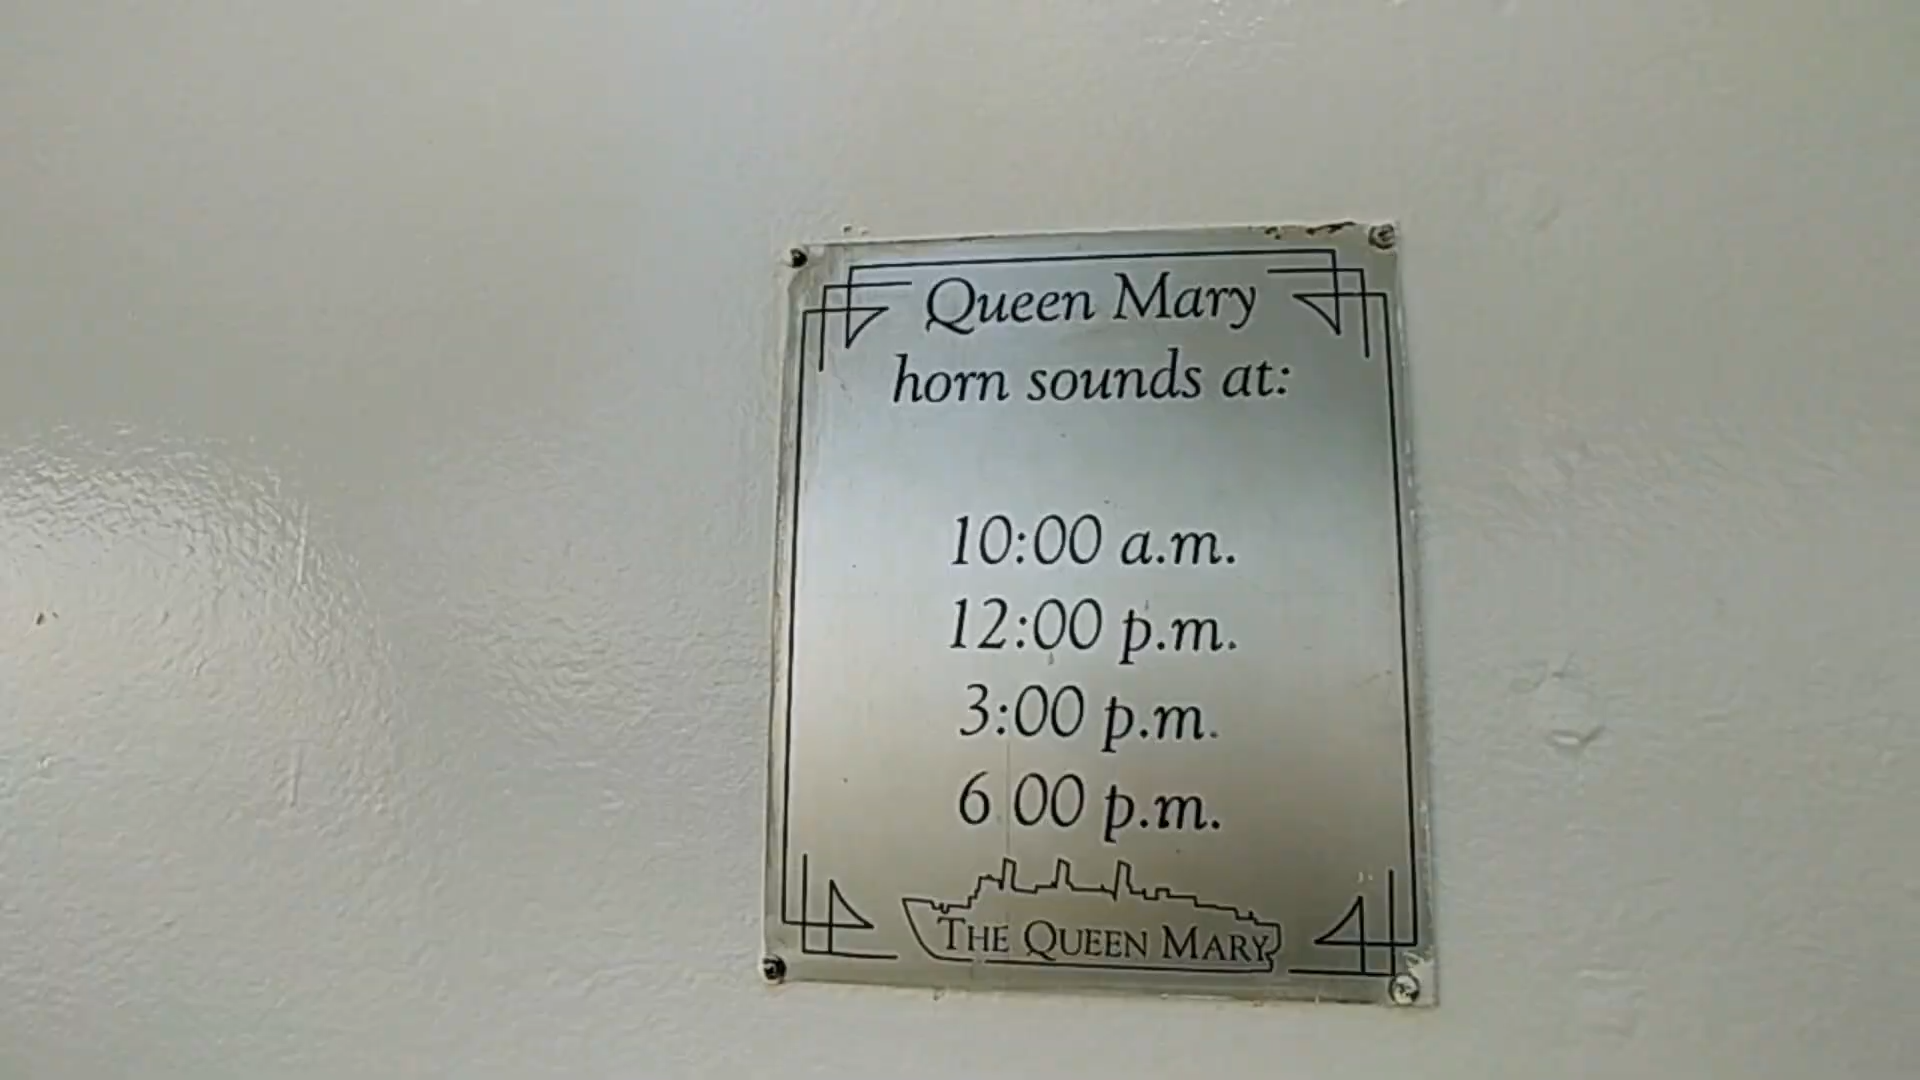 Queen Mary
horn sounds at:
10:00 a.m.
12:00 p.m.
3:00 p.m.
6 00 p.m.
THE QUEEN MARY